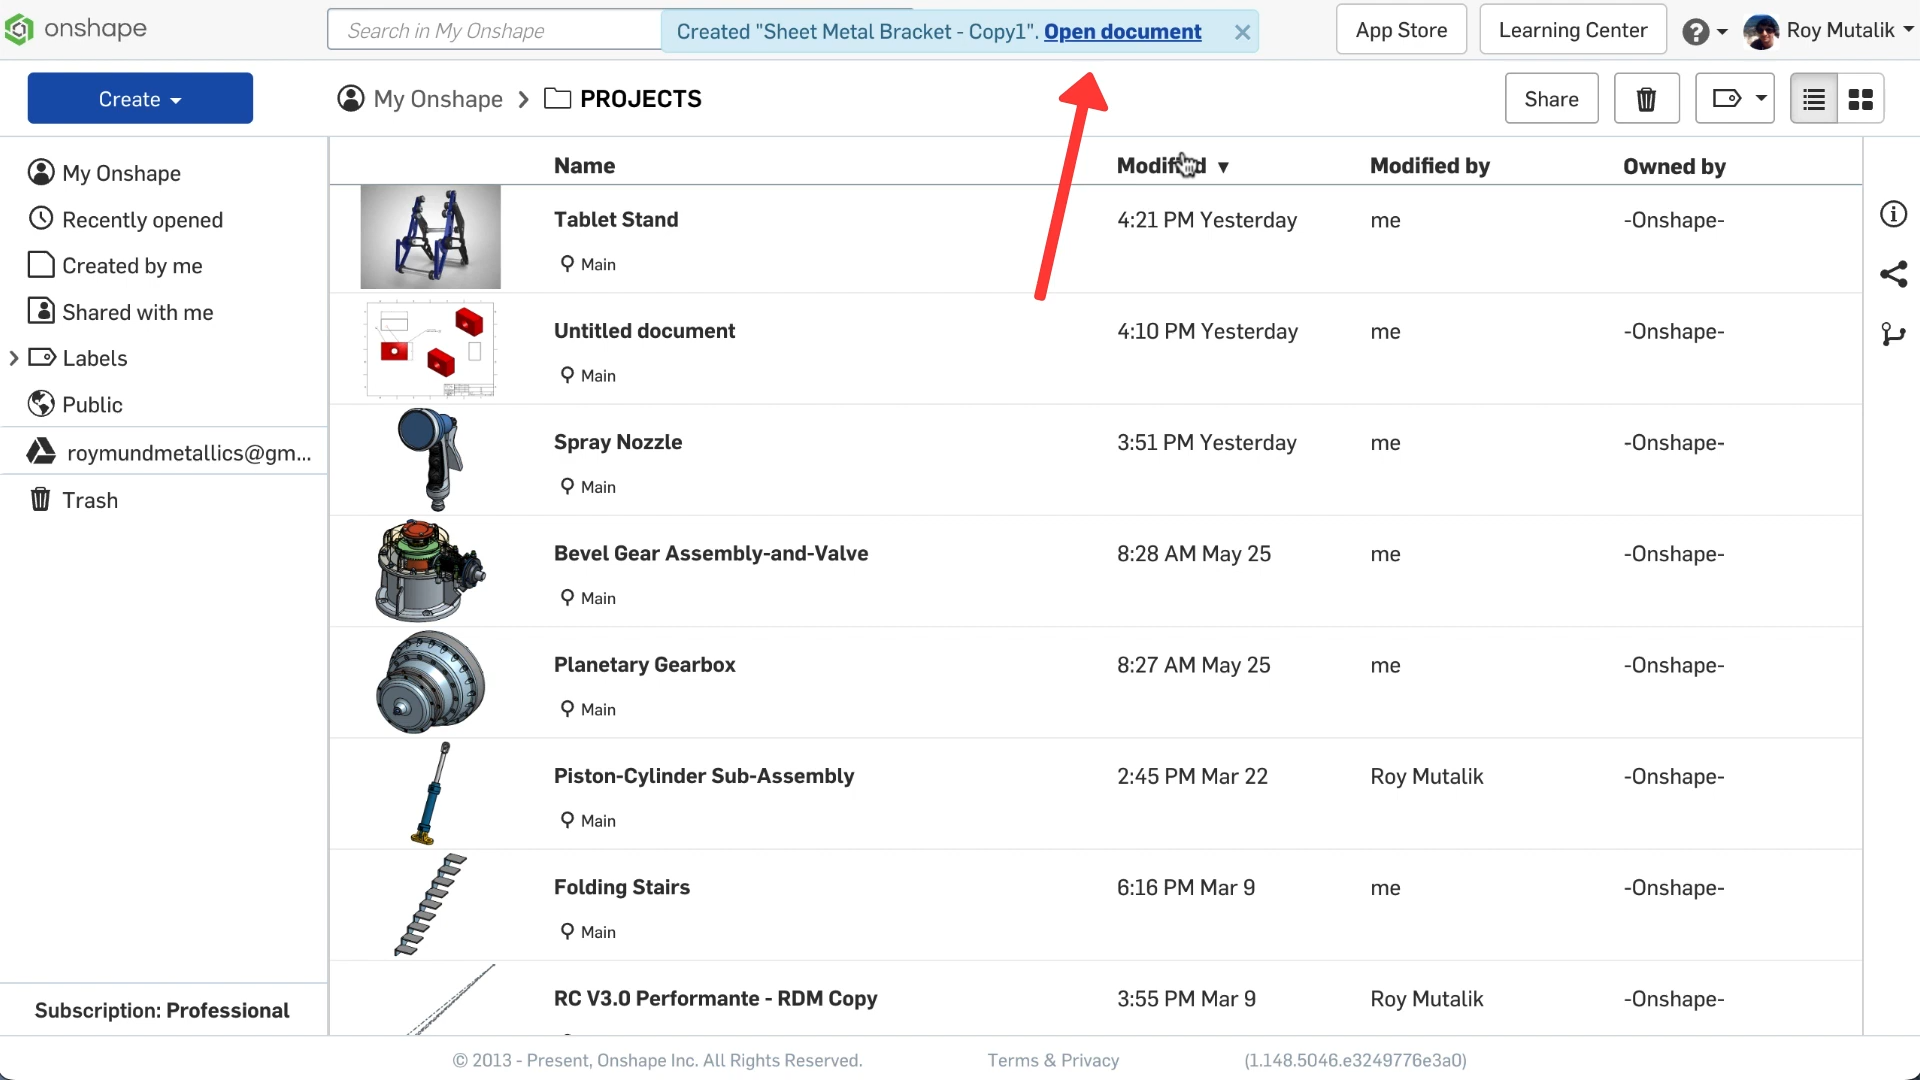 onshape
Search in My Onshape
Created "Sheet Metal Bracket - Copy1". Open document
App Store
Learning Center
Roy Mutalik
Create
My Onshape
PROJECTS
Share
My Onshape
Recently opened
Created by me
Shared with me
Labels
Public
roymundmetallics@gm...
Trash
Subscription: Professional
Name Modified Modified by Owned by
Tablet Stand 4:21 PM Yesterday me -Onshape-
Main
Untitled document 4:10 PM Yesterday me -Onshape-
Main
Spray Nozzle 3:51 PM Yesterday me -Onshape-
Main
Bevel Gear Assembly-and-Valve 8:28 AM May 25 me -Onshape-
Main
Planetary Gearbox 8:27 AM May 25 me -Onshape-
Main
Piston-Cylinder Sub-Assembly 2:45 PM Mar 22 Roy Mutalik -Onshape-
Main
Folding Stairs 6:16 PM Mar 9 me -Onshape-
Main
RC V3.0 Performante - RDM Copy 3:55 PM Mar 9 Roy Mutalik -Onshape-
© 2013 - Present, Onshape Inc. All Rights Reserved. Terms & Privacy (1.148.5046.e3249776e3a0)